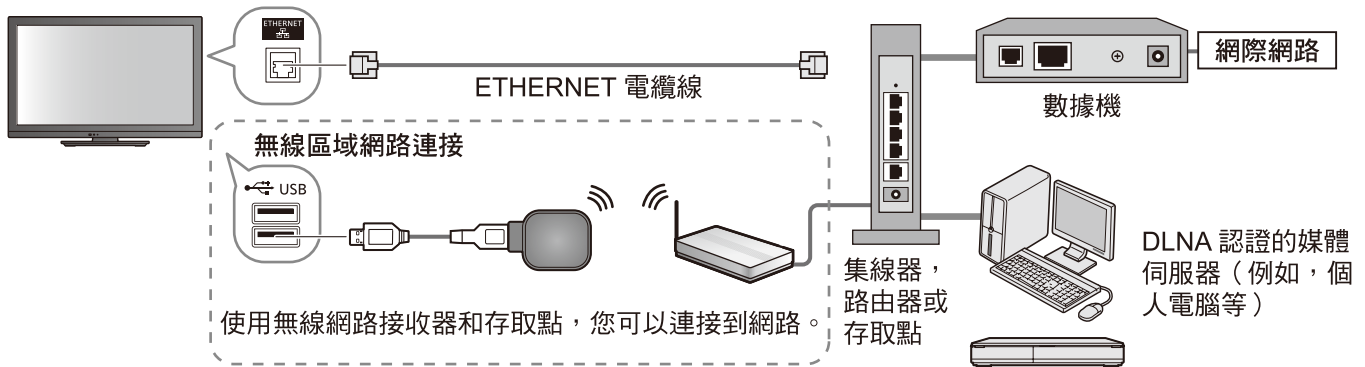 ETHERNET
ETHERNET 電纜線
網際網路
數據機
無線區域網路連接
USB
使用無線網路接收器和存取點，您可以連接到網路。
集線器，
路由器或
存取點
DLNA 認證的媒體
伺服器（例如，個
人電腦等）